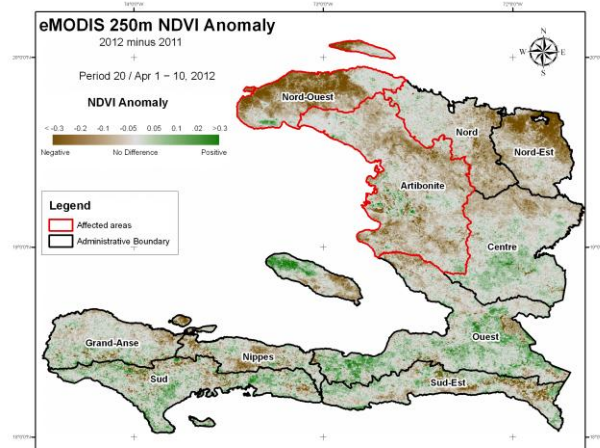 eMODIS 250m NDVI Anomaly
2012 minus 2011
Period 20 / Apr 1 – 10, 2012
NDVI Anomaly
< -0.3 -0.2 -0.1 -0.05 0.05 0.1 02 >0.3
Negative No Difference Positive
N
W E
S
Nord-Ouest
Nord
Nord-Est
Artibonite
Legend
Affected areas
Administrative Boundary
Centre
Ouest
Grand-Anse
Nippes
Sud
Sud-Est